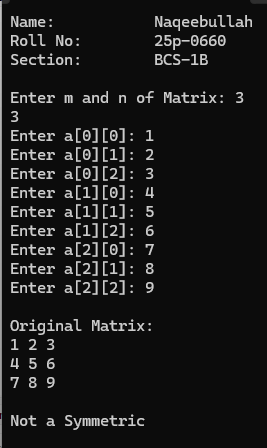 Name:           Naqeebullah
Roll No:        25p-0660
Section:        BCS-1B
Enter m and n of Matrix: 3
3
Enter a[0][0]: 1
Enter a[0][1]: 2
Enter a[0][2]: 3
Enter a[1][0]: 4
Enter a[1][1]: 5
Enter a[1][2]: 6
Enter a[2][0]: 7
Enter a[2][1]: 8
Enter a[2][2]: 9
Original Matrix:
1 2 3
4 5 6
7 8 9
Not a Symmetric